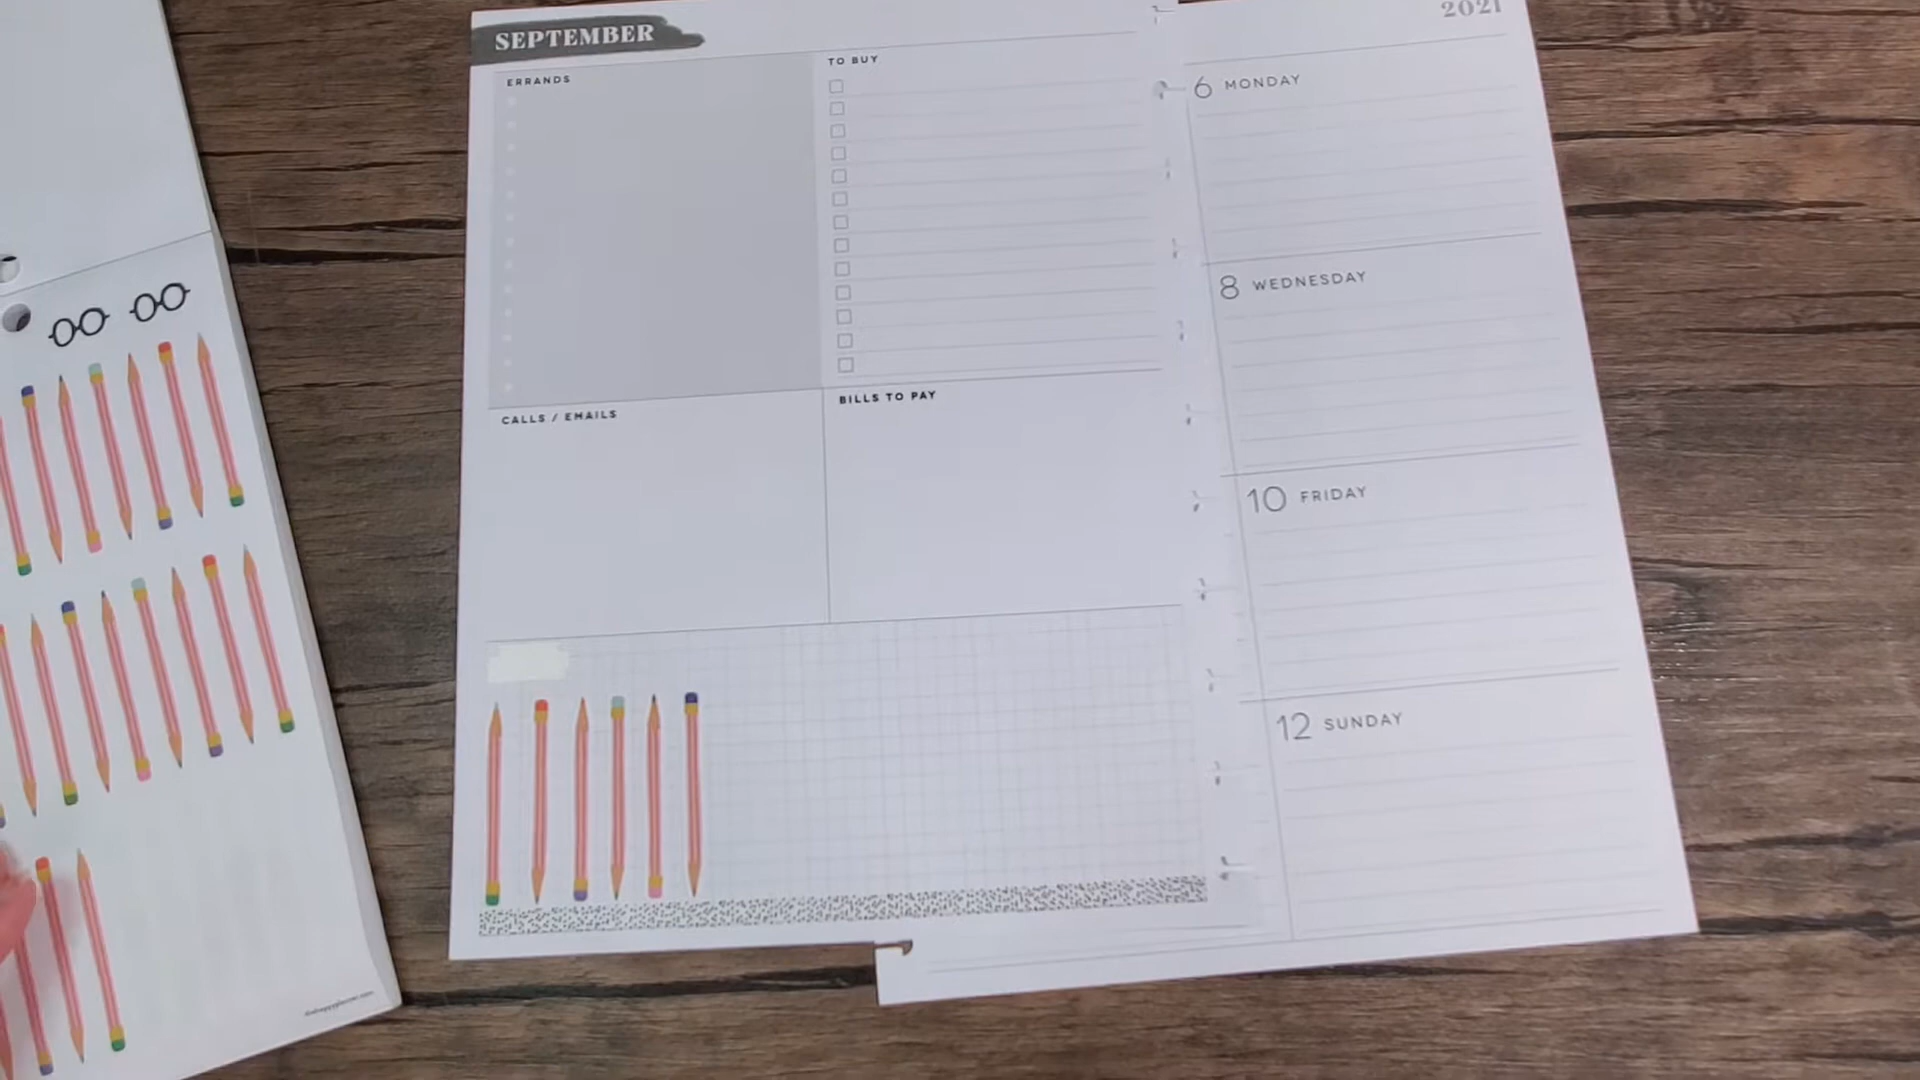 SEPTEMBER
2021
ERRANDS
TO BUY
CALLS / EMAILS
BILLS TO PAY
6 MONDAY
8 WEDNESDAY
10 FRIDAY
12 SUNDAY